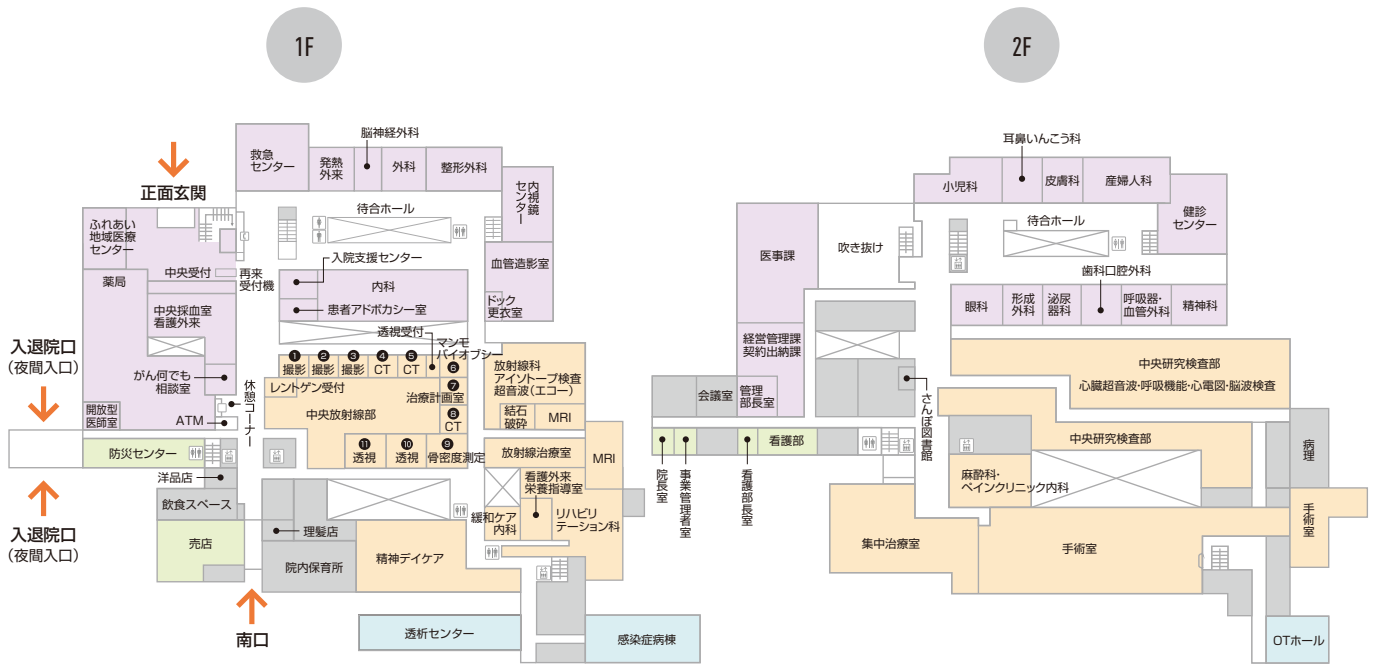 1F
脳神経外科
救急
センター
発熱
外来
外科
整形外科
正面玄関
内視鏡
センター
待合ホール
ふれあい
地域医療
センター
中央受付
再来
受付機
入院支援センター
血管造影室
薬局
内科
患者アドボカシー室
ドック
更衣室
中央採血室
看護外来
透視受付
マンモ
バイオプシー
入退院口
(夜間入口)
がん何でも
相談室
休憩コーナー
開放型
医師室
ATM
❶
撮影
❷
撮影
❸
撮影
❹
CT
❺
CT
❻
レントゲン受付
❼
治療計画室
中央放射線部
❽
CT
⓫
透視
❿
透視
❾
骨密度測定
放射線科
アイソトープ検査
超音波(エコー)
結石
破砕
MRI
放射線治療室
MRI
防災センター
洋品店
飲食スペース
入退院口
(夜間入口)
売店
理髪店
看護外来
栄養指導室
緩和ケア
内科
リハビリ
テーション科
院内保育所
精神デイケア
南口
透析センター
感染症病棟
2F
耳鼻いんこう科
小児科
皮膚科
産婦人科
健診
センター
待合ホール
医事課
吹き抜け
歯科口腔外科
眼科
形成
外科
泌尿
器科
呼吸器・
血管外科
精神科
経営管理課
契約出納課
中央研究検査部
心臓超音波・呼吸機能・心電図・脳波検査
会議室
管理
部長室
さんぽ図書館
看護部
院長室
事業管理者室
看護部長室
中央研究検査部
病理
麻酔科・
ペインクリニック内科
手術室
集中治療室
手術室
OTホール